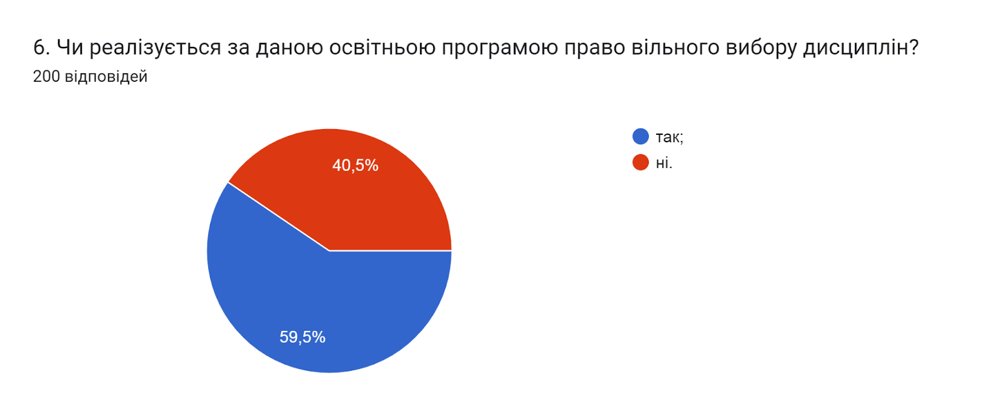 6. Чи реалізується за даною освітньою програмою право вільного вибору дисциплін?
200 відповідей
так;
ні.
40,5%
59,5%